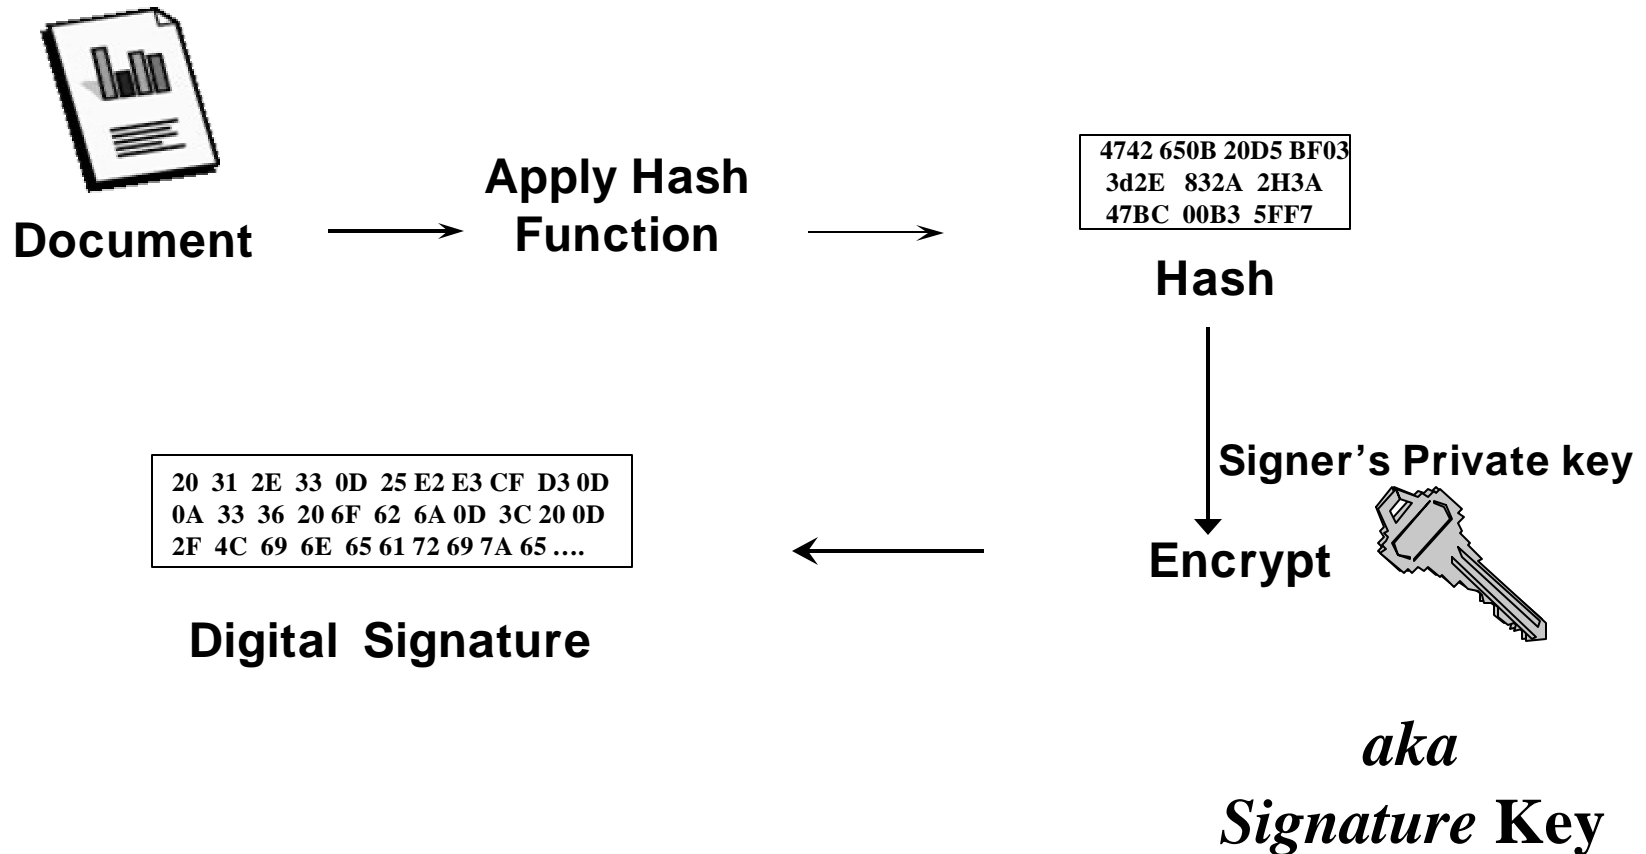 Document
Apply Hash
Function
4742 650B 20D5 BF03
3d2E 832A 2H3A
47BC 00B3 5FF7
Hash
Signer's Private key
Encrypt
20 31 2E 33 0D 25 E2 E3 CF D3 0D
0A 33 36 20 6F 62 6A 0D 3C 20 0D
2F 4C 69 6E 65 61 72 69 7A 65 ....
Digital Signature
aka
Signature Key